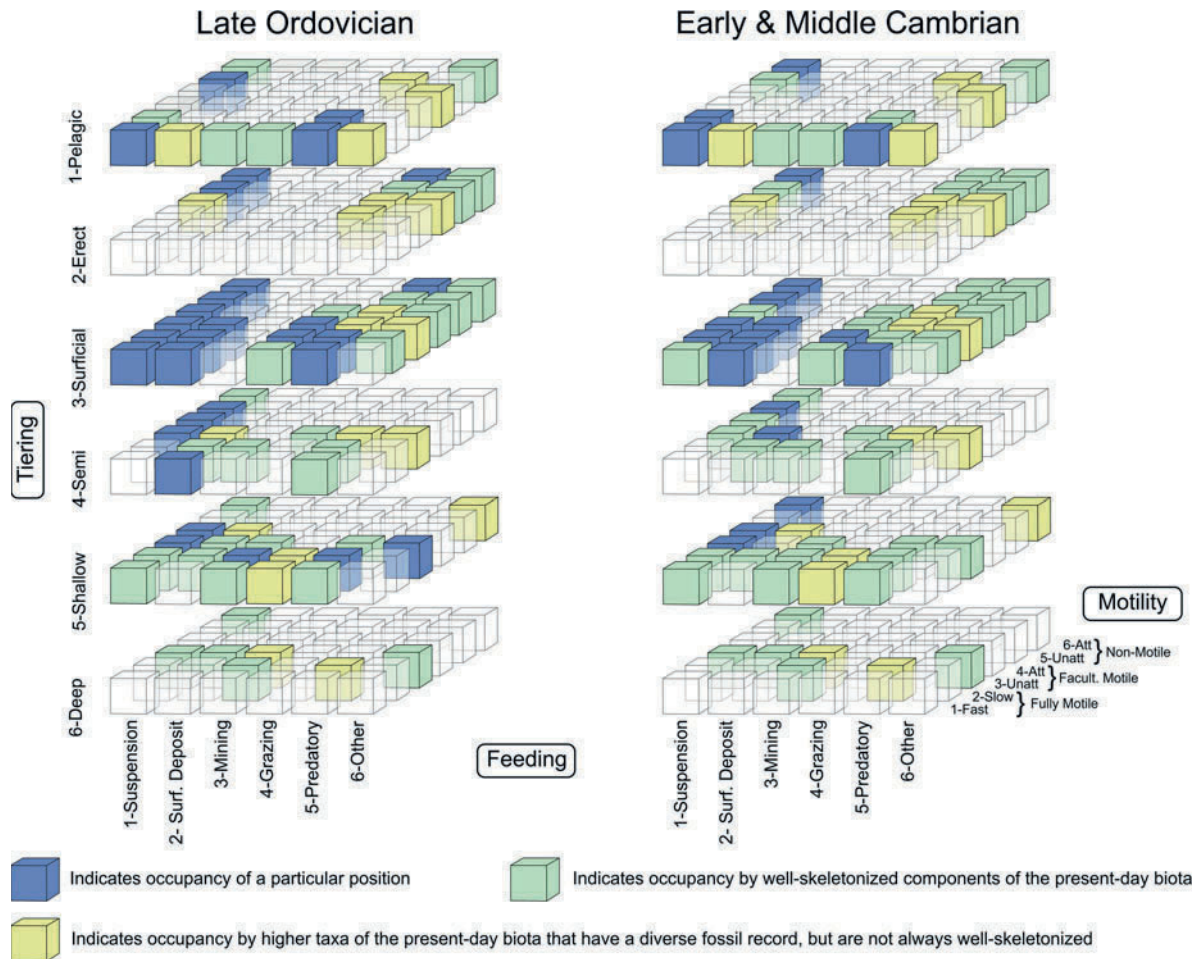 Late Ordovician
Early & Middle Cambrian
Tiering
1-Pelagic
2-Erect
3-Surficial
4-Semi
5-Shallow
6-Deep
1-Pelagic
2-Erect
3-Surficial
4-Semi
5-Shallow
6-Deep
Motility
6-Att
5-Unatt
Non-Motile
4-Att
3-Unatt
Facult. Motile
2-Slow
1-Fast
Fully Motile
Feeding
1-Suspension
2- Surf. Deposit
3-Mining
4-Grazing
5-Predatory
6-Other
1-Suspension
2- Surf. Deposit
3-Mining
4-Grazing
5-Predatory
6-Other
Indicates occupancy of a particular position
Indicates occupancy by well-skeletonized components of the present-day biota
Indicates occupancy by higher taxa of the present-day biota that have a diverse fossil record, but are not always well-skeletonized